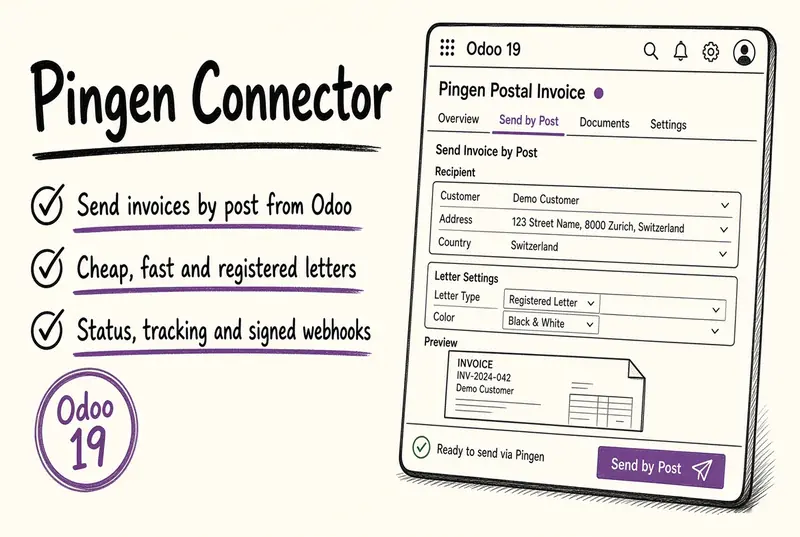 Pingen Connector
Send invoices by post from Odoo
Cheap, fast and registered letters
Status, tracking and signed webhooks
Odoo
19
Odoo 19
Pingen Postal Invoice
Overview
Send by Post
Documents
Settings
Send Invoice by Post
Recipient
Customer
Demo Customer
Address
123 Street Name, 8000 Zurich, Switzerland
Country
Switzerland
Letter Settings
Letter Type
Registered Letter
Color
Black & White
Preview
INVOICE
INV-2024-042
Demo Customer
Ready to send via Pingen
Send by Post